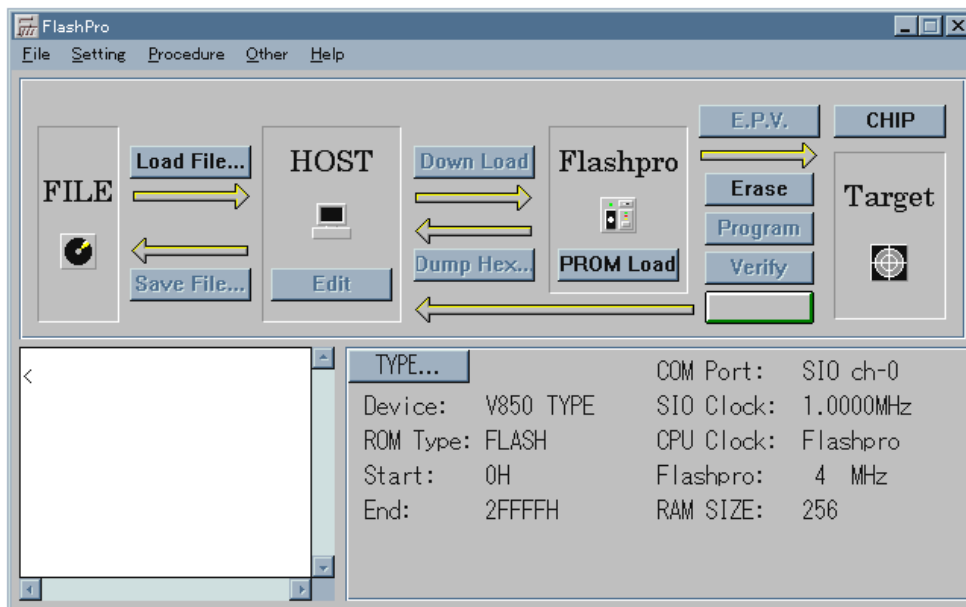 FlashPro
File Setting Procedure Other Help
E.P.V. CHIP
Load File... HOST Down Load Flashpro
FILE Erase Target
Program
Save File... Edit Dump Hex... PROM Load Verify
<
TYPE... COM Port: SIO ch-0
Device: V850 TYPE SIO Clock: 1.0000MHz
ROM Type: FLASH CPU Clock: Flashpro
Start: 0H Flashpro: 4 MHz
End: 2FFFFH RAM SIZE: 256